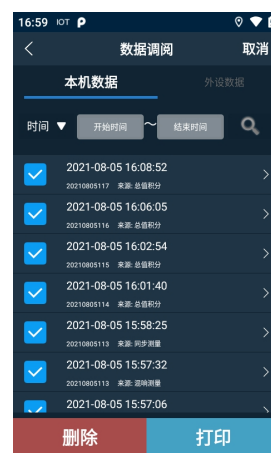 16:59 IOT
数据调阅 取消
本机数据 外设数据
时间 ▼ 开始时间 ~ 结束时间
2021-08-05 16:08:52
20210805117 来源: 总值积分
2021-08-05 16:06:05
20210805116 来源: 总值积分
2021-08-05 16:02:54
20210805115 来源: 总值积分
2021-08-05 16:01:40
20210805114 来源: 总值积分
2021-08-05 15:58:25
20210805113 来源: 同步测量
2021-08-05 15:57:32
20210805113 来源: 混响测量
2021-08-05 15:57:06
删除 打印